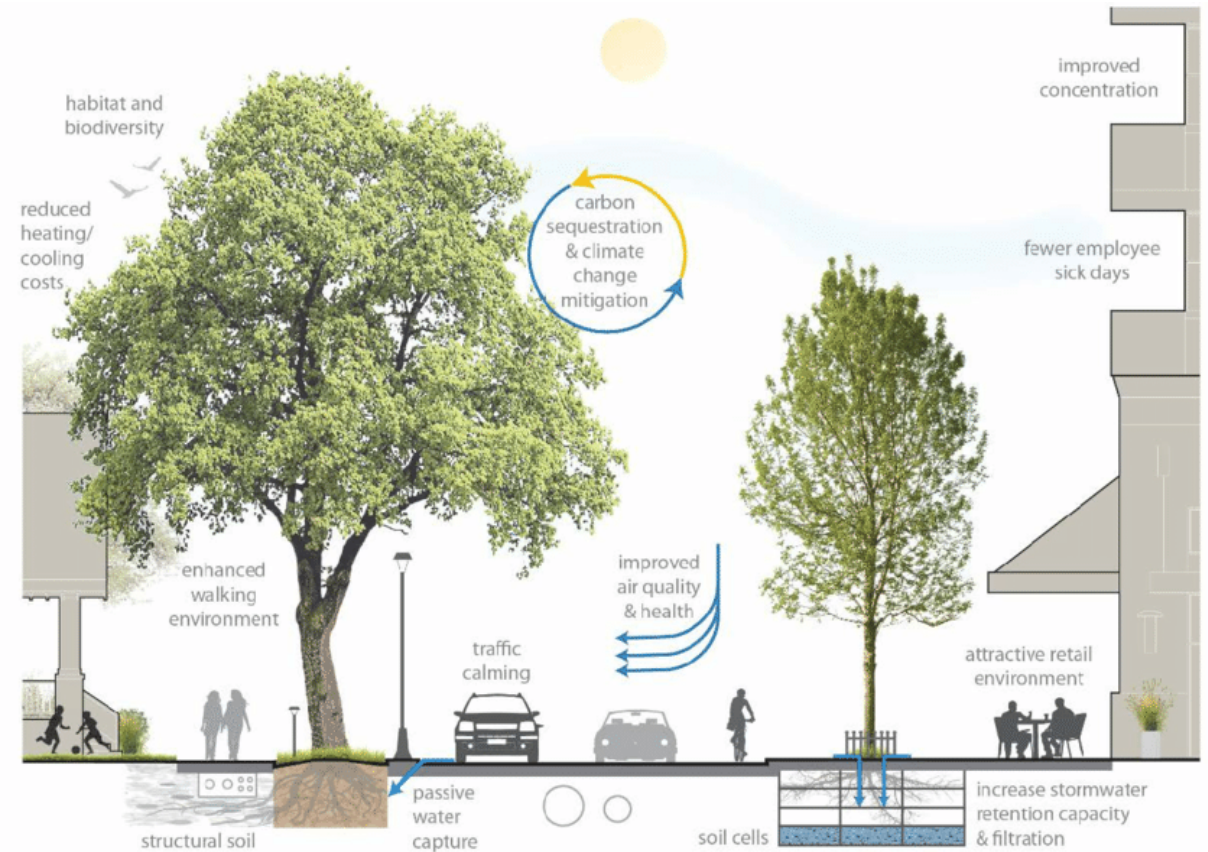 habitat and
biodiversity
reduced
heating/
cooling
costs
carbon
sequestration
& climate
change
mitigation
improved
concentration
fewer employee
sick days
enhanced
walking
environment
traffic
calming
improved
air quality
& health
attractive retail
environment
structural soil
passive
water
capture
soil cells
increase stormwater
retention capacity
& filtration